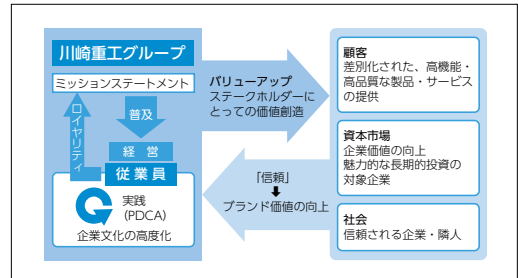 川崎重工グループ
ミッションステートメント
ロイヤリティ
普及
経 営
従業員
実践
(PDCA)
企業文化の高度化
バリューアップ
ステークホルダーに
とっての価値創造
「信頼」
ブランド価値の向上
顧客
差別化された、高機能・
高品質な製品・サービス
の提供
資本市場
企業価値の向上
魅力的な長期的投資の
対象企業
社会
信頼される企業・隣人